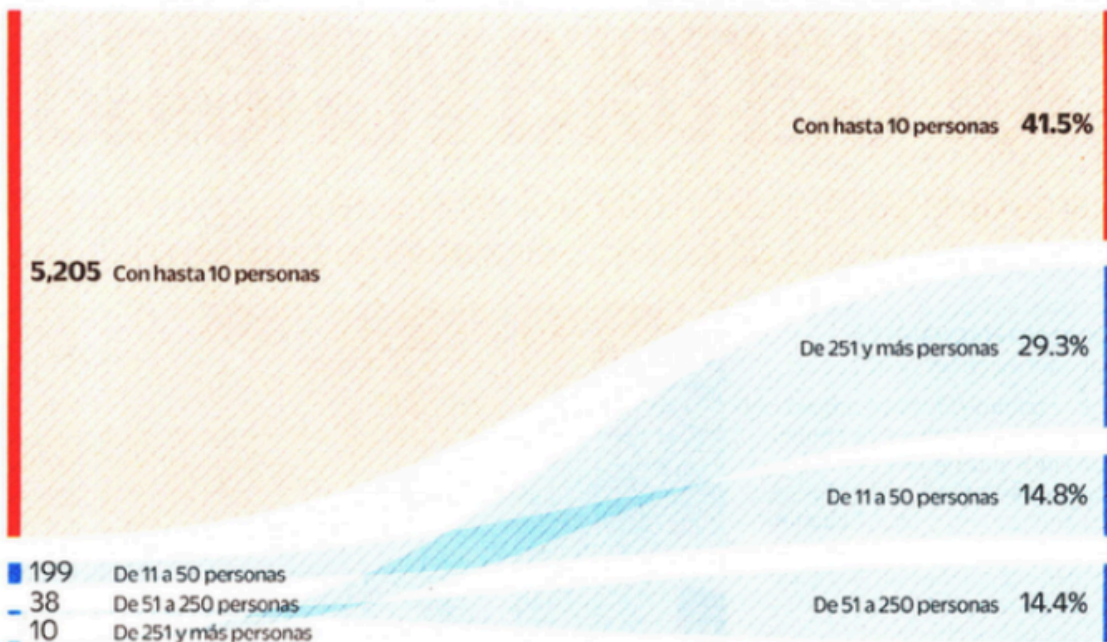 Con hasta 10 personas 41.5%
5,205 Con hasta 10 personas
De 251 y más personas 29.3%
De 11 a 50 personas 14.8%
199 De 11 a 50 personas
38 De 51 a 250 personas
De 51 a 250 personas 14.4%
10 De 251 y más personas